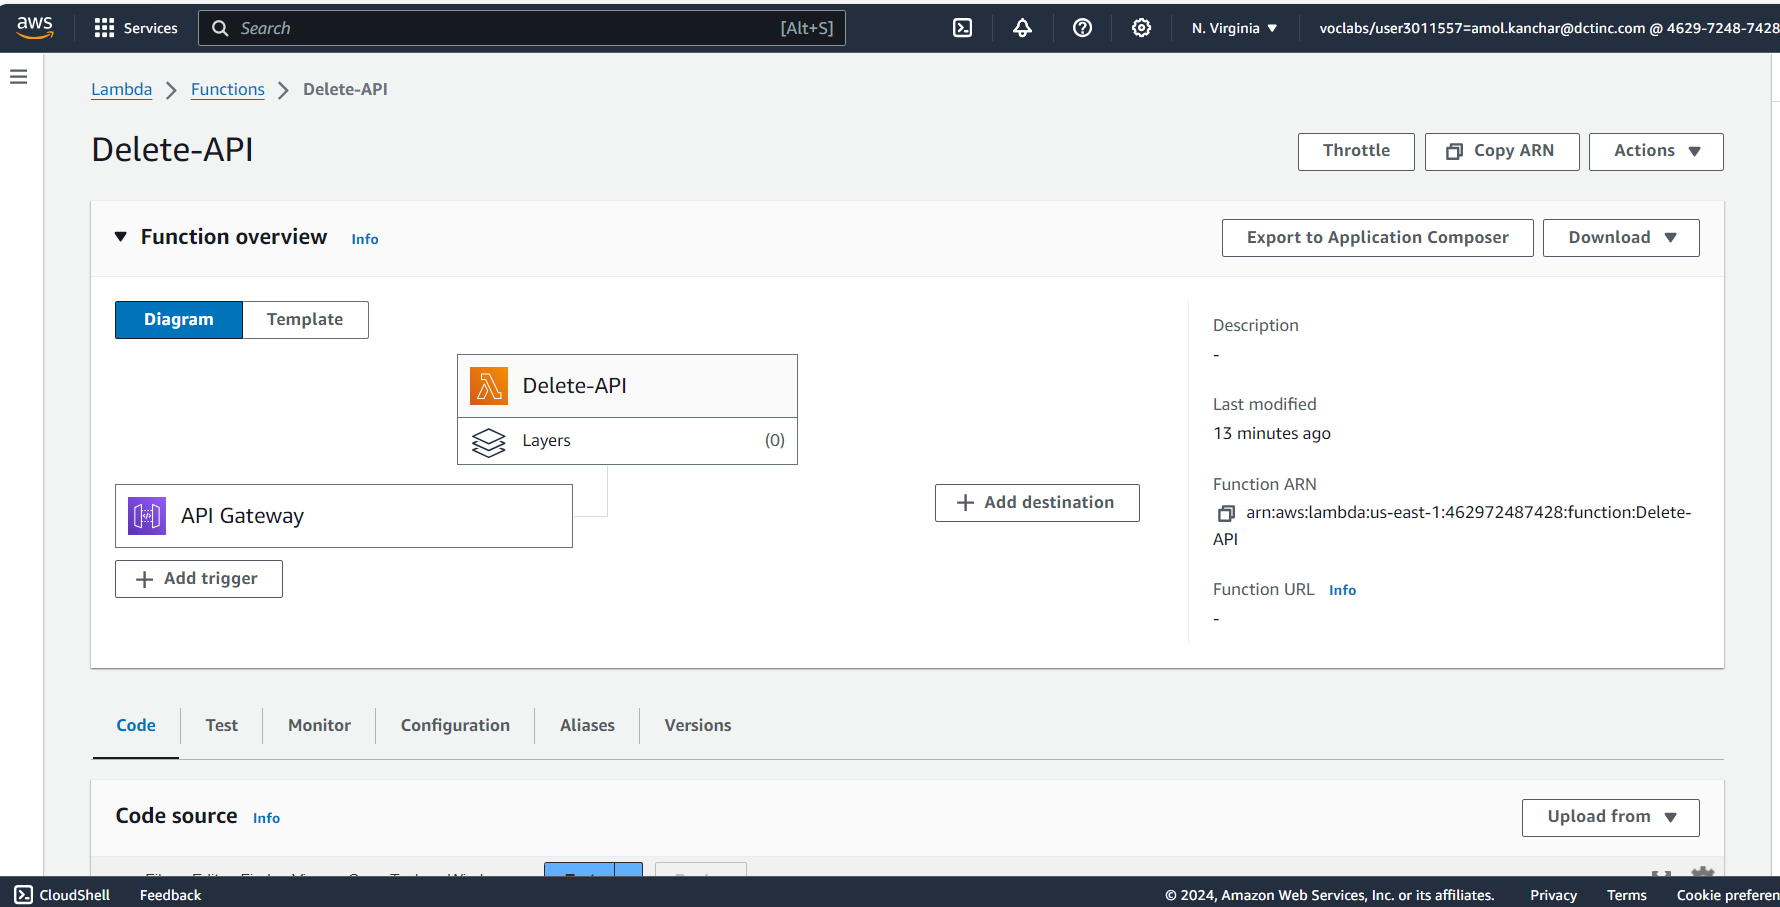 aws
Services
Search [Alt+S]
N. Virginia
voclabs/user3011557=amol.kanchar@dctinc.com @ 4629-7248-7428
Lambda
Functions
Delete-API
Delete-API
Throttle
Copy ARN
Actions
Function overview Info
Export to Application Composer
Download
Diagram
Template
Delete-API
Layers (0)
API Gateway
Add trigger
Add destination
Description
-
Last modified
13 minutes ago
Function ARN
arn:aws:lambda:us-east-1:462972487428:function:Delete-
API
Function URL Info
-
Code
Test
Monitor
Configuration
Aliases
Versions
Code source Info
Upload from
CloudShell
Feedback
© 2024, Amazon Web Services, Inc. or its affiliates.
Privacy
Terms
Cookie preferen